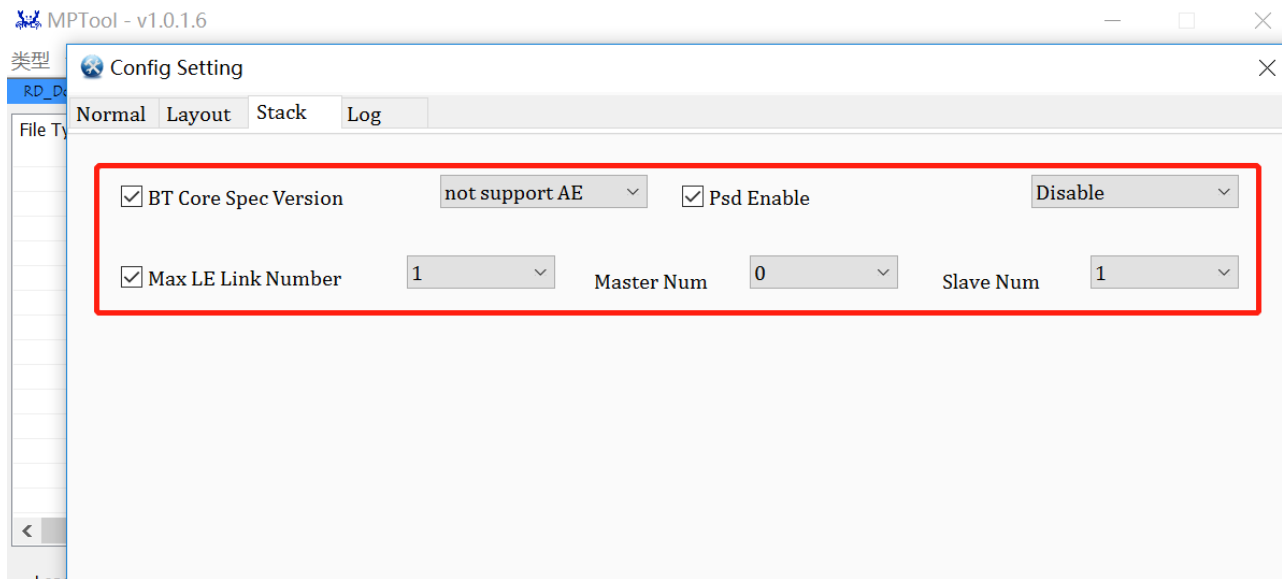 MPTool - v1.0.1.6
类型
Config Setting
Normal Layout Stack Log
File Ty
BT Core Spec Version not support AE Psd Enable Disable
Max LE Link Number 1 Master Num 0 Slave Num 1